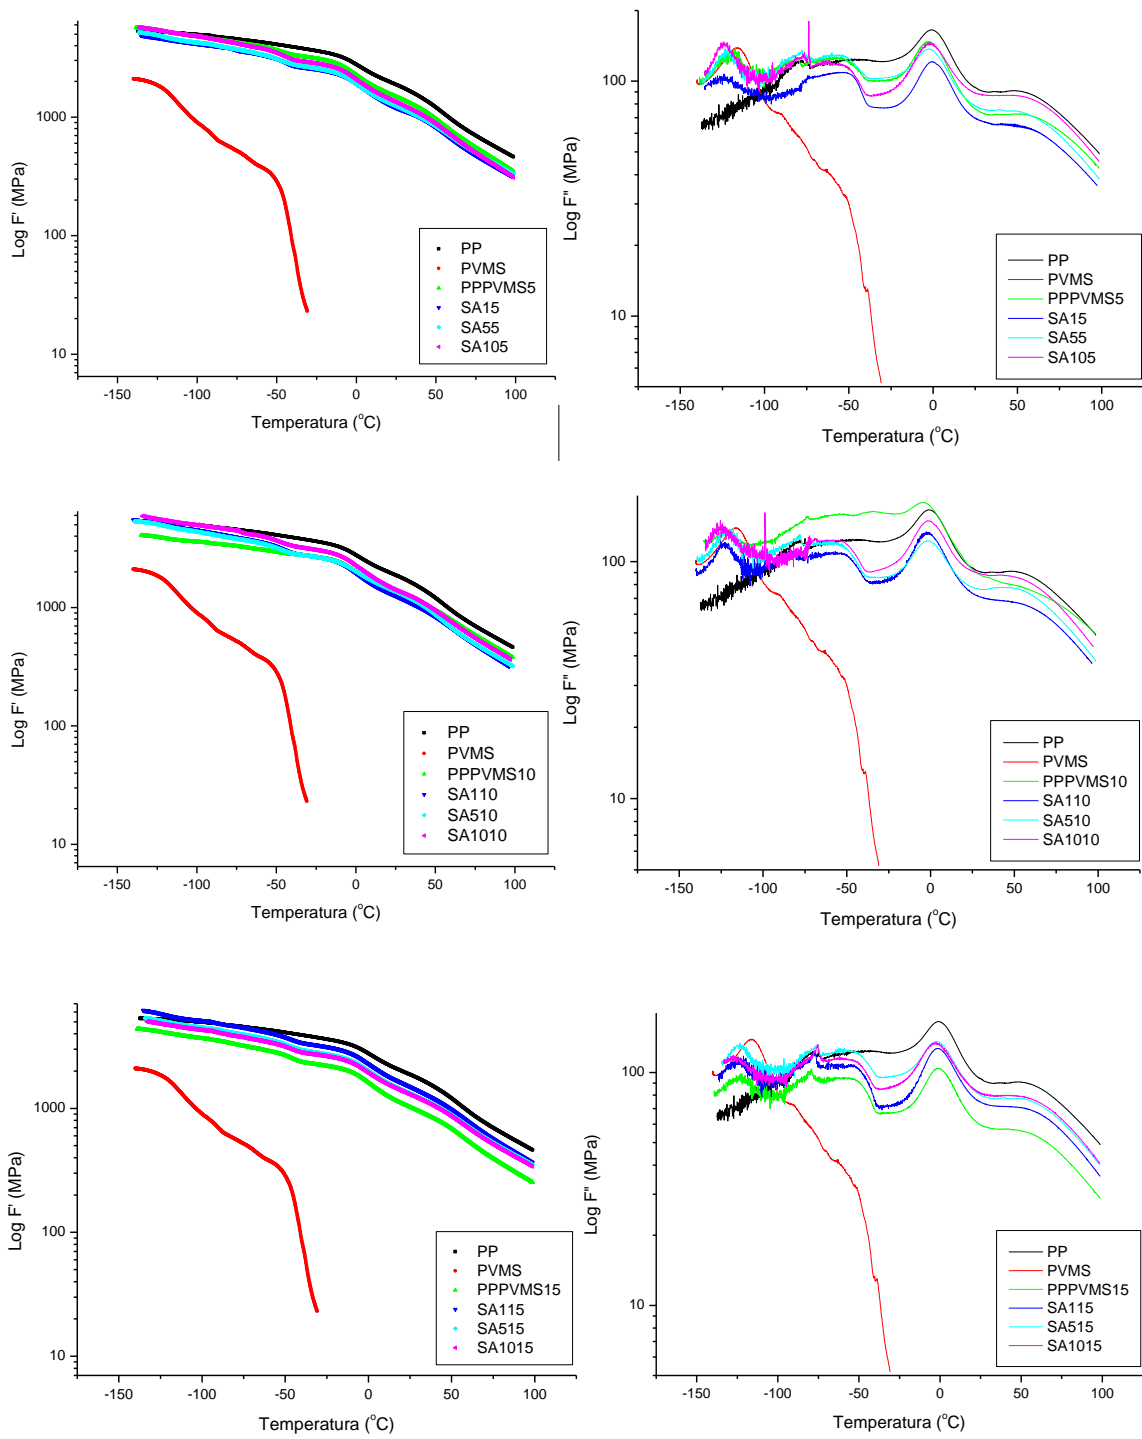 1000
100
10
Log F' (MPa)
-150 -100 -50 0 50 100
Temperatura (°C)
PP
PVMS
PPPVMS5
SA15
SA55
SA105
100
10
Log F" (MPa)
-150 -100 -50 0 50 100
Temperatura (°C)
PP
PVMS
PPPVMS5
SA15
SA55
SA105
1000
100
10
Log F' (MPa)
-150 -100 -50 0 50 100
Temperatura (°C)
PP
PVMS
PPPVMS10
SA110
SA510
SA1010
100
10
Log F" (MPa)
-150 -100 -50 0 50 100
Temperatura (°C)
PP
PVMS
PPPVMS10
SA110
SA510
SA1010
1000
100
10
Log F' (MPa)
-150 -100 -50 0 50 100
Temperatura (°C)
PP
PVMS
PPPVMS15
SA115
SA515
SA1015
100
10
Log F" (MPa)
-150 -100 -50 0 50 100
Temperatura (°C)
PP
PVMS
PPPVMS15
SA115
SA515
SA1015